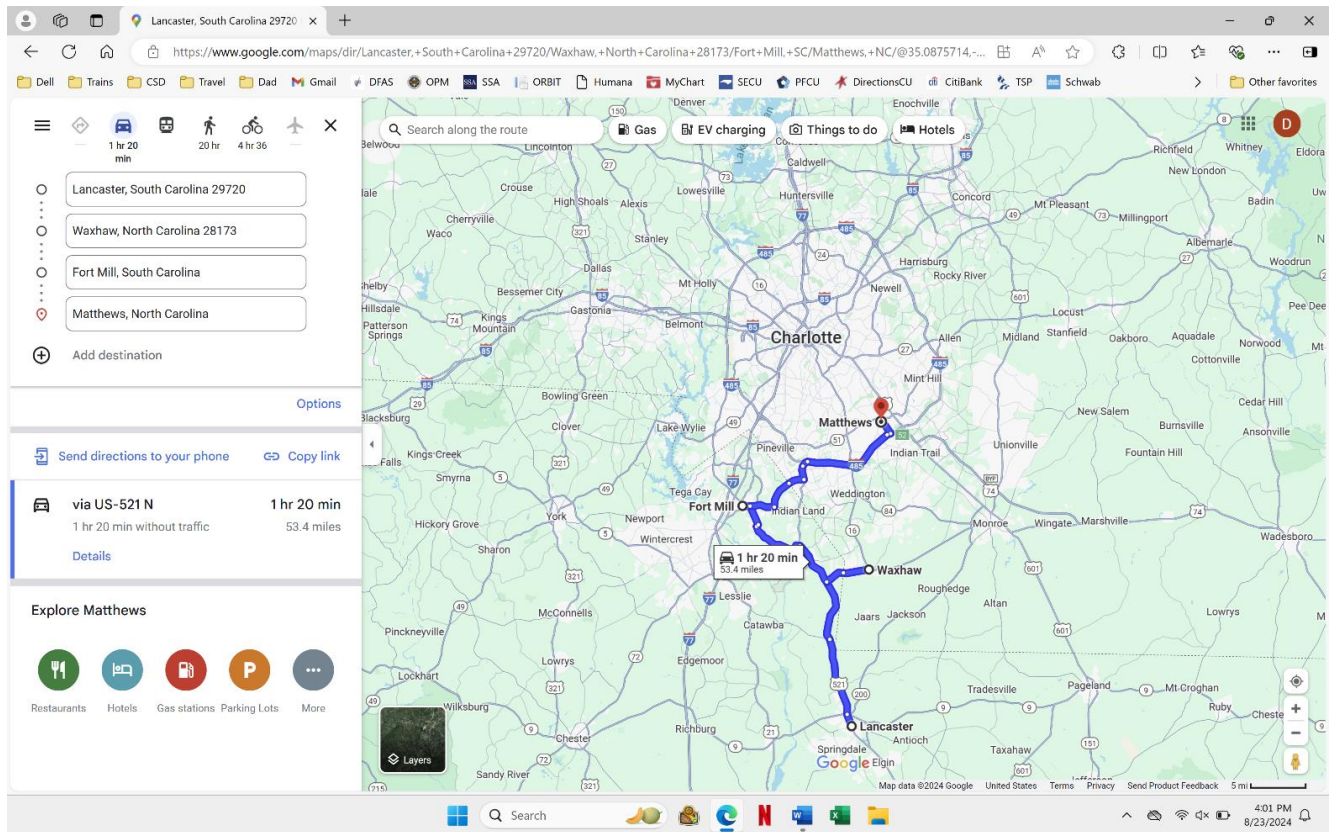 Lancaster, South Carolina 29720
https://www.google.com/maps/dir/Lancaster,+South+Carolina+29720/Waxhaw,+North+Carolina+28173/Fort+Mill,+SC/Matthews,+NC/@35.0875714,-...
Dell Trains CSD Travel Dad Gmail DFAS OPM SSA SSA ORBIT Humana MyChart SECU PFCU DirectionsCU citi CitiBank TSP Schwab Other favorites
1 hr 20 min
20 hr
4 hr 36
Lancaster, South Carolina 29720
Waxhaw, North Carolina 28173
Fort Mill, South Carolina
Matthews, North Carolina
Add destination
Options
Send directions to your phone
Copy link
via US-521 N
1 hr 20 min
1 hr 20 min without traffic
53.4 miles
Details
Explore Matthews
Restaurants
Hotels
Gas stations
Parking Lots
More
Search along the route
Gas
EV charging
Things to do
Hotels
D
Denver
Enochville
Belwood
Lincolnton
Caldwell
Richfield
Whitney
Eldora
New London
Crouse
High Shoals
Alexis
Lowesville
Huntersville
Concord
Mt Pleasant
Millingport
Badin
Cherryville
Waco
Stanley
Albemarle
Dallas
Mt Holly
Harrisburg
Rocky River
Woodrun
Shelby
Bessemer City
Newell
Pee Dee
Hillsdale
Gastonia
Locust
Patterson Springs
Kings Mountain
Belmont
Charlotte
Allen
Midland
Stanfield
Oakboro
Aquadale
Norwood
Cottonville
Mint Hill
Blacksburg
Bowling Green
Cedar Hill
Clover
Lake Wylie
Matthews
New Salem
Burnsville
Ansonville
Kings Creek
Pineville
Indian Trail
Unionville
Fountain Hill
Smyrna
Tega Cay
Weddington
Fort Mill
Indian Land
Hickory Grove
York
Newport
Monroe
Wingate
Marshville
Wadesboro
Wintercrest
Sharon
1 hr 20 min
53.4 miles
Waxhaw
Roughedge
Lesslie
Altan
McConnells
Jaars
Jackson
Lowrys
Pinckneyville
Catawba
Lowrys
Edgemoor
Lockhart
Tradesville
Pageland
Mt Croghan
Wilksburg
Ruby
Lancaster
Chester
Richburg
Antioch
Springdale
Taxahaw
Elgin
Sandy River
Layers
Google
Map data ©2024 Google United States Terms Privacy Send Product Feedback 5 mi
Search
4:01 PM
8/23/2024